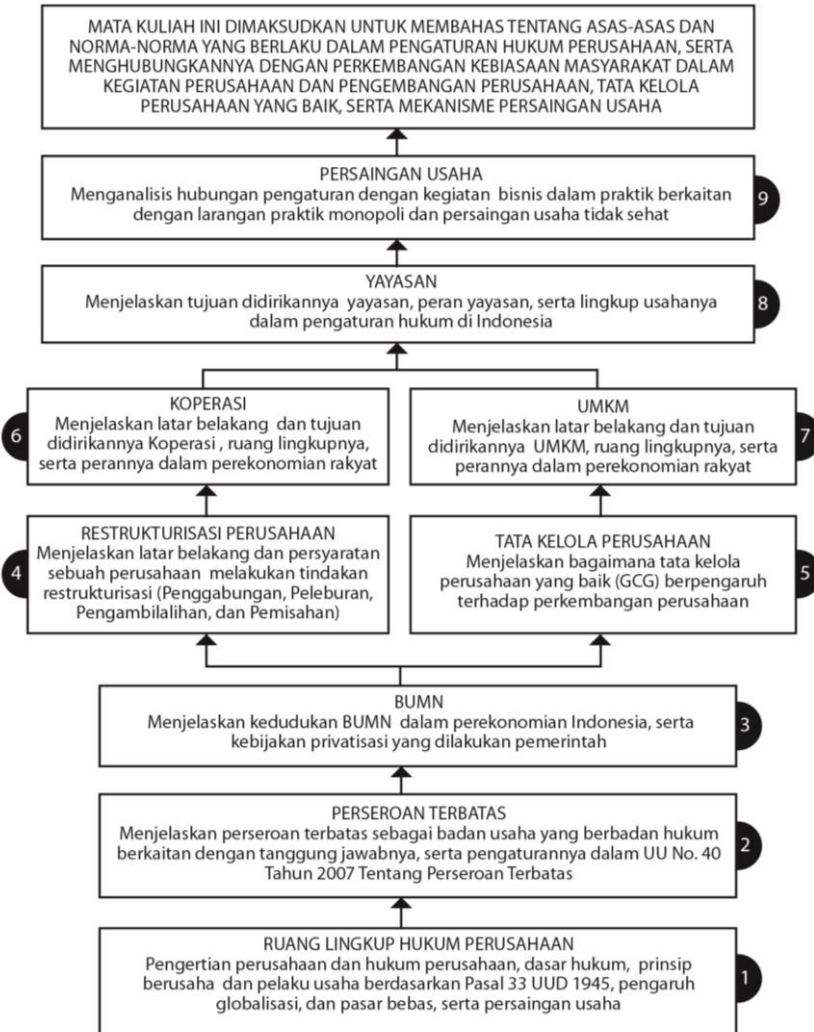 MATA KULIAH INI DIMAKSUDKAN UNTUK MEMBAHAS TENTANG ASAS-ASAS DAN
NORMA-NORMA YANG BERLAKU DALAM PENGATURAN HUKUM PERUSAHAAN, SERTA
MENGHUBUNGKANNYA DENGAN PERKEMBANGAN KEBIASAAN MASYARAKAT DALAM
KEGIATAN PERUSAHAAN DAN PENGEMBANGAN PERUSAHAAN, TATA KELOLA
PERUSAHAAN YANG BAIK, SERTA MEKANISME PERSAINGAN USAHA
PERSAINGAN USAHA
Menganalisis hubungan pengaturan dengan kegiatan bisnis dalam praktik berkaitan
dengan larangan praktik monopoli dan persaingan usaha tidak sehat
9
YAYASAN
Menjelaskan tujuan didirikannya yayasan, peran yayasan, serta lingkup usahanya
dalam pengaturan hukum di Indonesia
8
6
KOPERASI
Menjelaskan latar belakang dan tujuan
didirikannya Koperasi , ruang lingkupnya,
serta perannya dalam perekonomian rakyat
UMKM
Menjelaskan latar belakang dan tujuan
didirikannya UMKM, ruang lingkupnya, serta
perannya dalam perekonomian rakyat
7
4
RESTRUKTURISASI PERUSAHAAN
Menjelaskan latar belakang dan persyaratan
sebuah perusahaan melakukan tindakan
restrukturisasi (Penggabungan, Peleburan,
Pengambilalihan, dan Pemisahan)
TATA KELOLA PERUSAHAAN
Menjelaskan bagaimana tata kelola
perusahaan yang baik (GCG) berpengaruh
terhadap perkembangan perusahaan
5
BUMN
Menjelaskan kedudukan BUMN dalam perekonomian Indonesia, serta
kebijakan privatisasi yang dilakukan pemerintah
3
PERSEROAN TERBATAS
Menjelaskan perseroan terbatas sebagai badan usaha yang berbadan hukum
berkaitan dengan tanggung jawabnya, serta pengaturannya dalam UU No. 40
Tahun 2007 Tentang Perseroan Terbatas
2
RUANG LINGKUP HUKUM PERUSAHAAN
Pengertian perusahaan dan hukum perusahaan, dasar hukum, prinsip
berusaha dan pelaku usaha berdasarkan Pasal 33 UUD 1945, pengaruh
globalisasi, dan pasar bebas, serta persaingan usaha
1